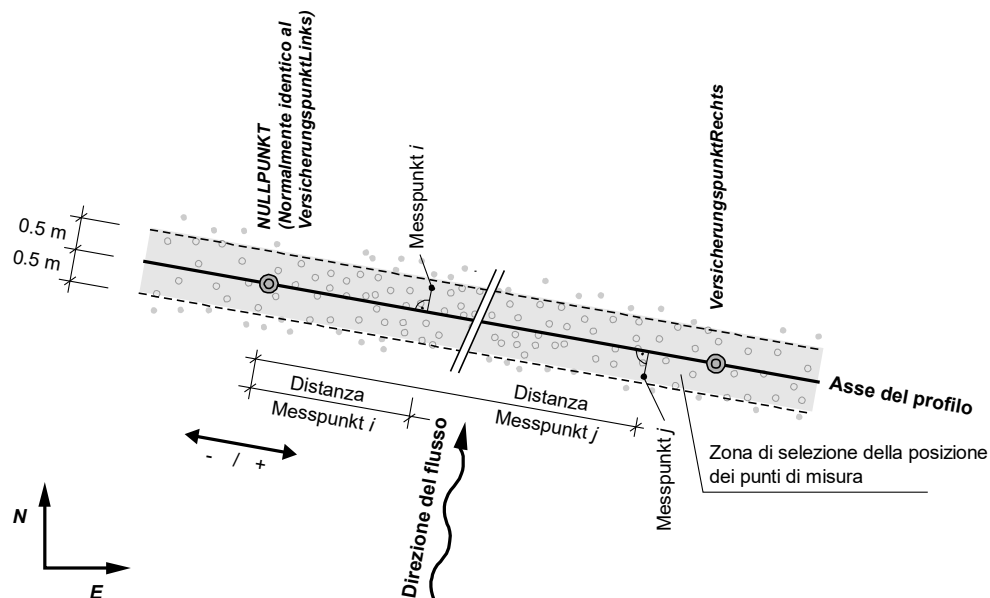 NULLPUNKT
(Normalmente identico al
VersicherungspunktLinks)
Messpunkt i
VersicherungspunktRechts
0.5 m
0.5 m
Asse del profilo
Distanza
Messpunkt i
Distanza
Messpunkt j
Messpunkt j
Direzione del flusso
Zona di selezione della posizione
dei punti di misura
- / +
N
E